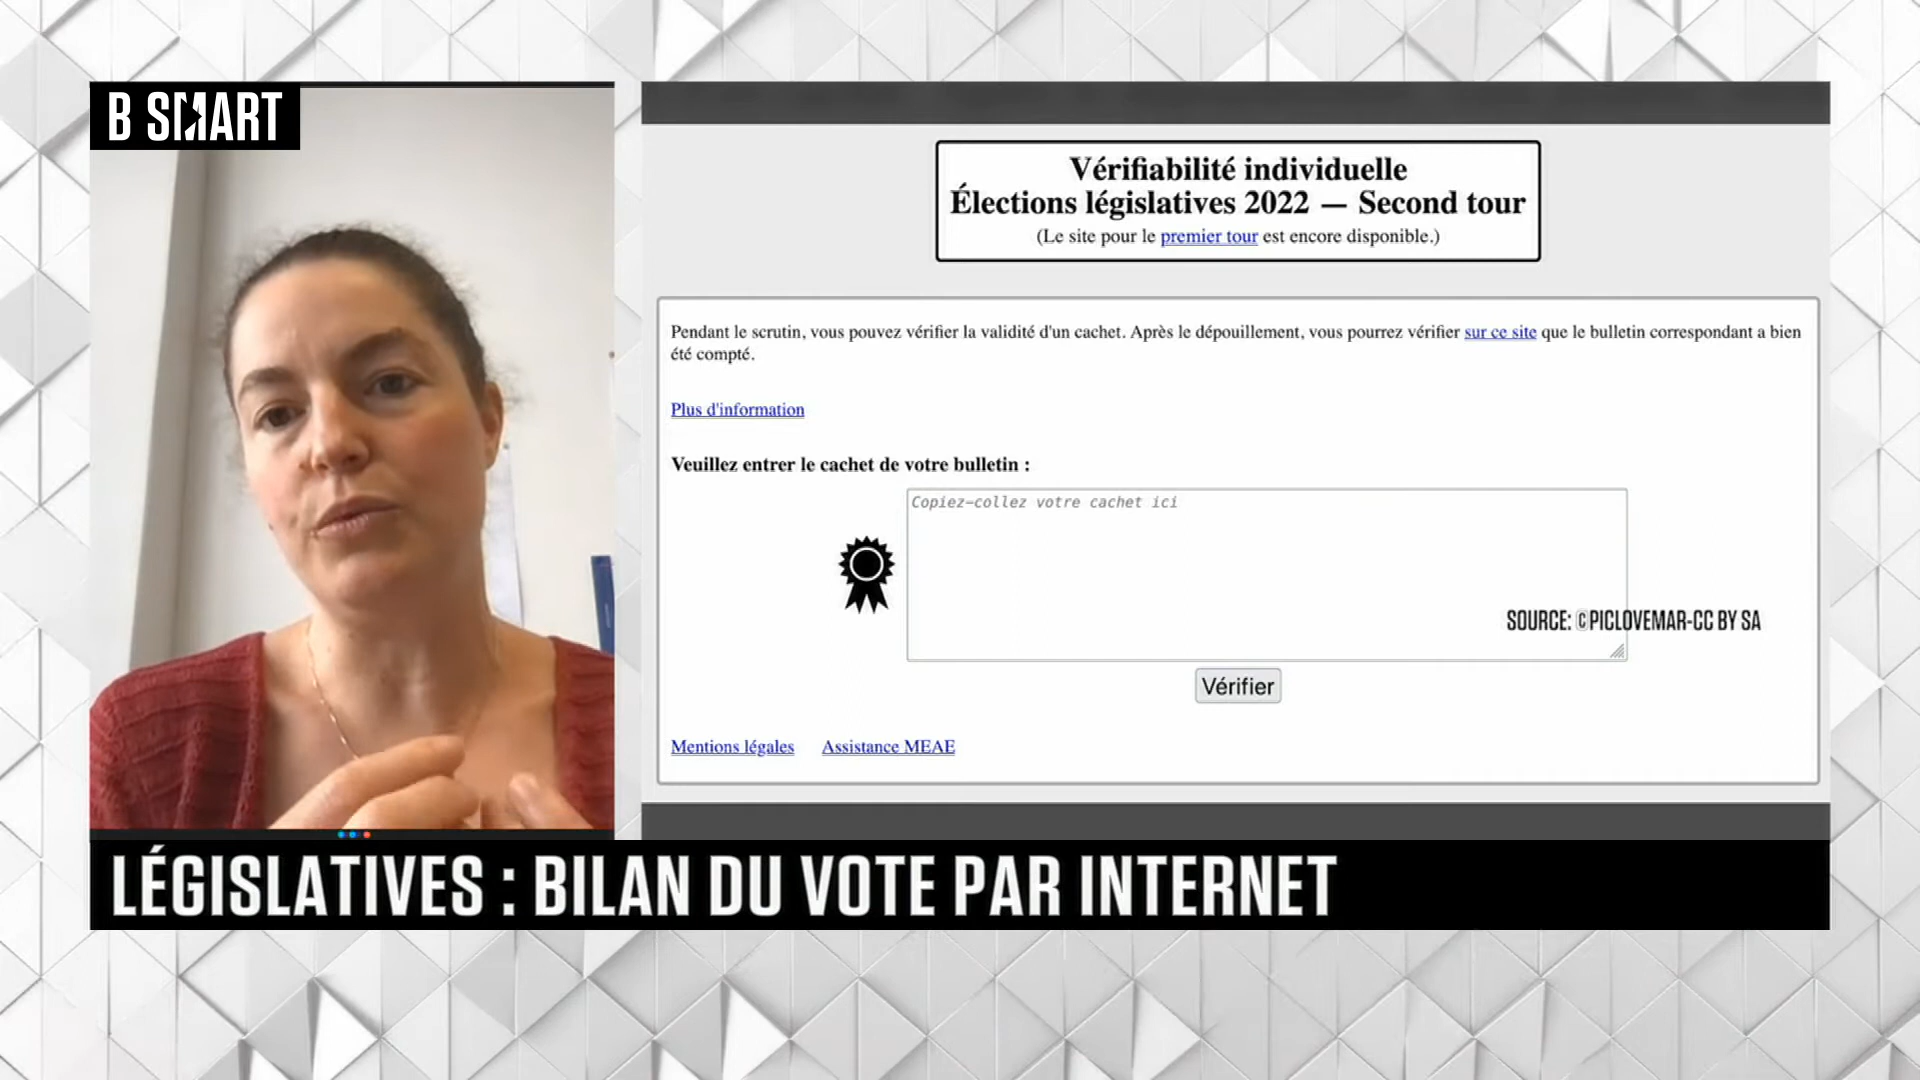 B SMART
Vérifiabilité individuelle
Élections législatives 2022 — Second tour
(Le site pour le premier tour est encore disponible.)
Pendant le scrutin, vous pouvez vérifier la validité d'un cachet. Après le dépouillement, vous pourrez vérifier sur ce site que le bulletin correspondant a bien
été compté.
Plus d'information
Veuillez entrer le cachet de votre bulletin :
Copiez-collez votre cachet ici
SOURCE: ©PICLOVEMAR-CC BY SA
Vérifier
Mentions légales Assistance MEAE
LÉGISLATIVES : BILAN DU VOTE PAR INTERNET